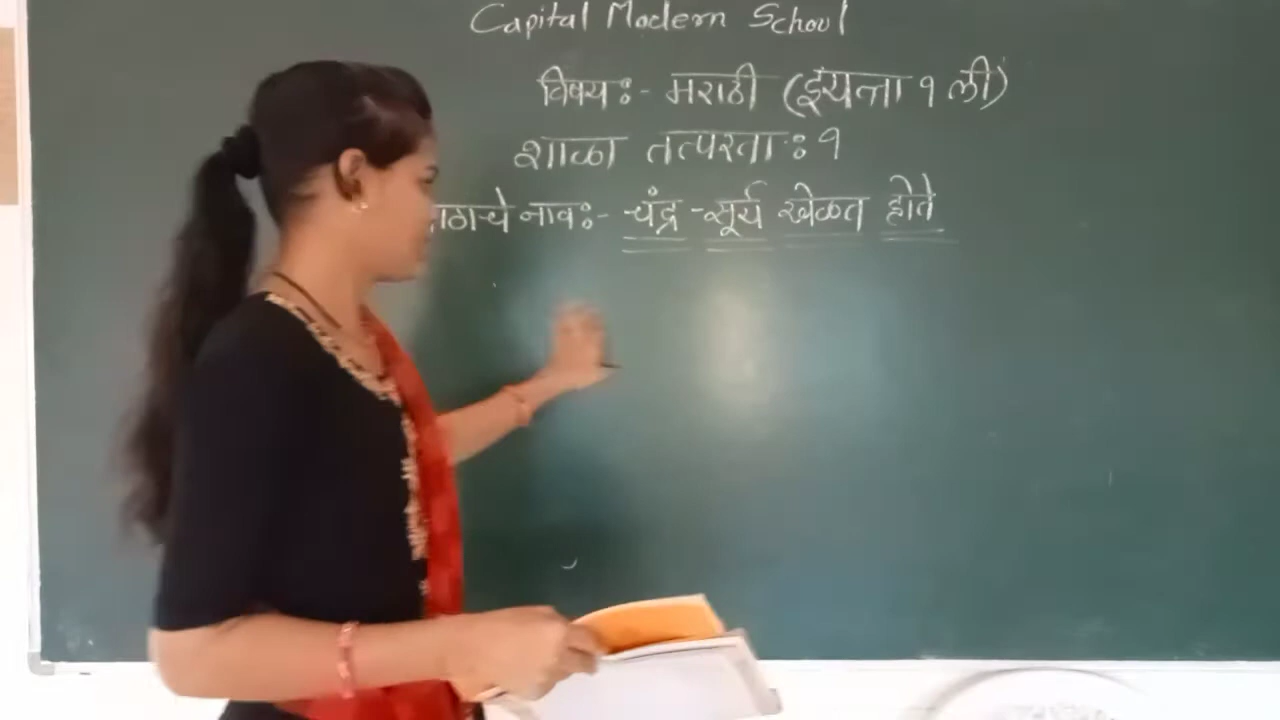 Capital Modern School
विषयः- मराठी (इयत्ता १ ली)
शाळा तत्परताः १
नावः- चंद्र -सूर्य खेळत होते